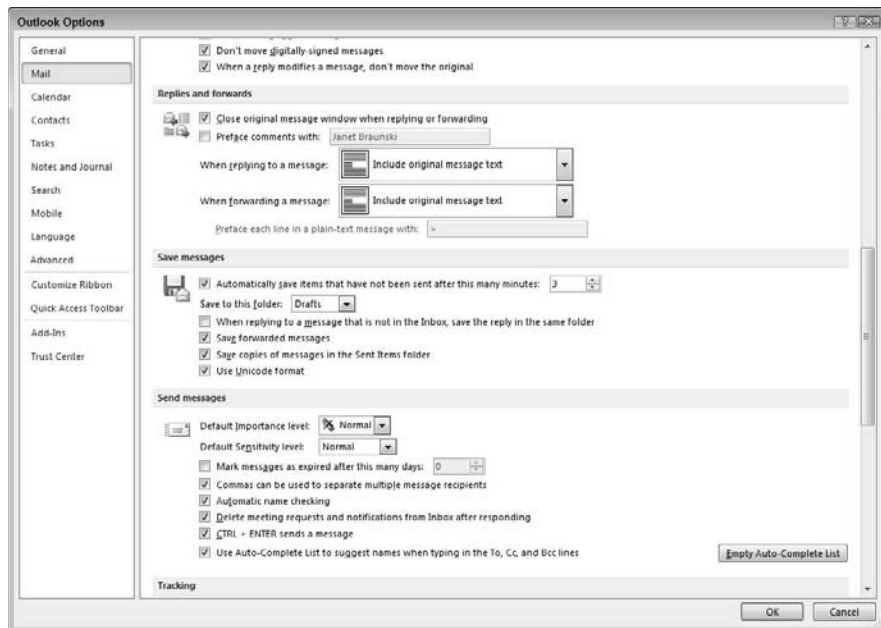 Outlook Options
General
Mail
Calendar
Contacts
Tasks
Notes and Journal
Search
Mobile
Language
Advanced
Customize Ribbon
Quick Access Toolbar
Add-Ins
Trust Center
Don't move digitally-signed messages
When a reply modifies a message, don't move the original
Replies and forwards
Close original message window when replying or forwarding
Preface comments with: Janet Braunski
When replying to a message: Include original message text
When forwarding a message: Include original message text
Preface each line in a plain-text message with: >
Save messages
Automatically save items that have not been sent after this many minutes: 3
Save to this folder: Drafts
When replying to a message that is not in the Inbox, save the reply in the same folder
Save forwarded messages
Save copies of messages in the Sent Items folder
Use Unicode format
Send messages
Default Importance level: Normal
Default Sensitivity level: Normal
Mark messages as expired after this many days: 0
Commas can be used to separate multiple message recipients
Automatic name checking
Delete meeting requests and notifications from Inbox after responding
CTRL + ENTER sends a message
Use Auto-Complete List to suggest names when typing in the To, Cc, and Bcc lines Empty Auto-Complete List
Tracking
OK Cancel